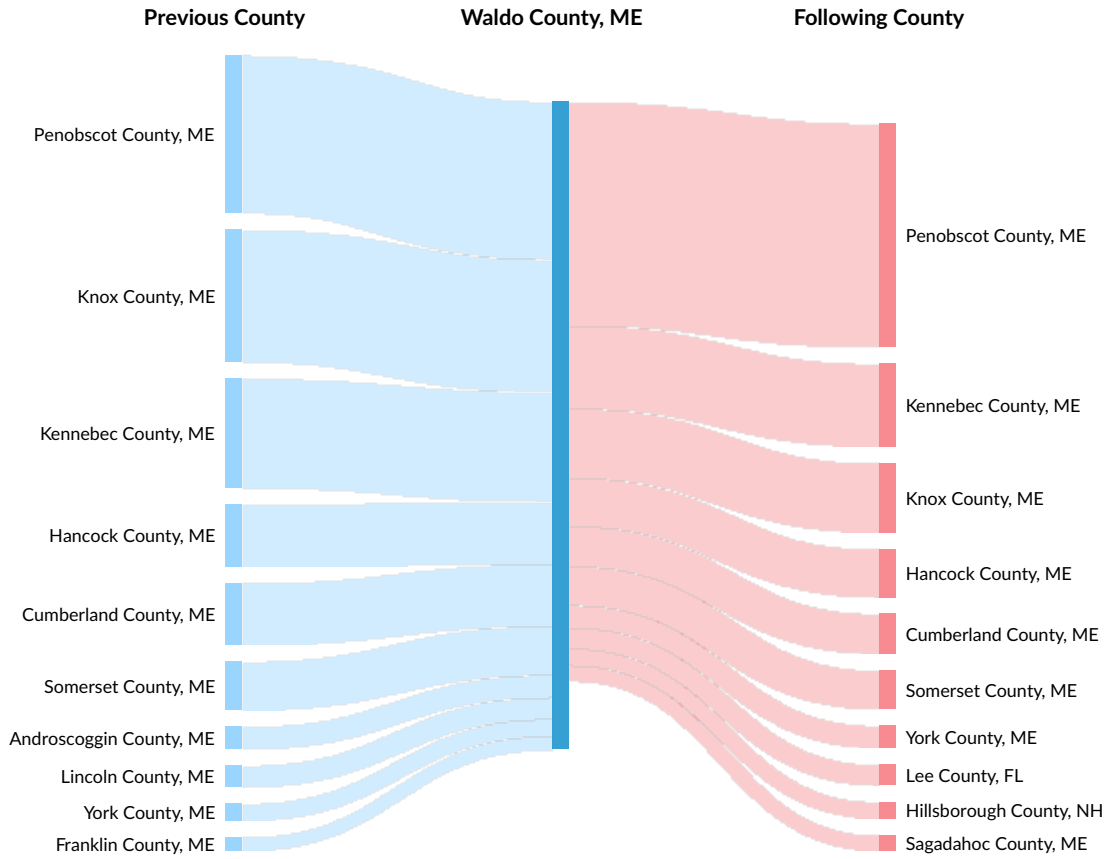 Previous County
Waldo County, ME
Following County
Penobscot County, ME
Knox County, ME
Kennebec County, ME
Hancock County, ME
Cumberland County, ME
Somerset County, ME
Androscoggin County, ME
Lincoln County, ME
York County, ME
Franklin County, ME
Penobscot County, ME
Kennebec County, ME
Knox County, ME
Hancock County, ME
Cumberland County, ME
Somerset County, ME
York County, ME
Lee County, FL
Hillsborough County, NH
Sagadahoc County, ME